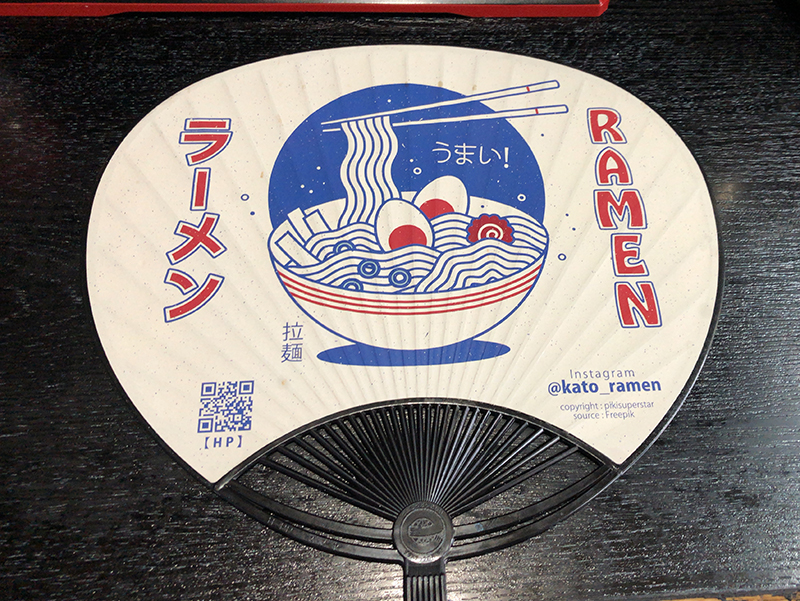 ラーメン
うまい!
RAMEN
拉麺
【HP】
Instagram
@kato_ramen
copyright : pikisuperstar
source : Freepik